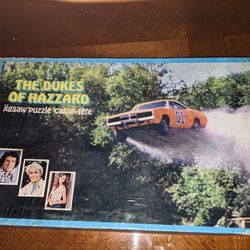 THE DUKES
OF HAZZARD
jigsaw puzzle casse-tête
01